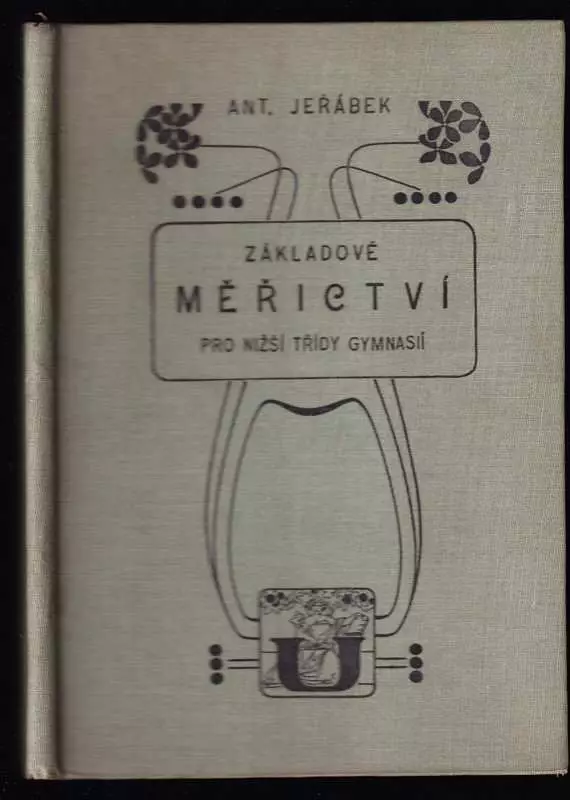 ANT. JEŘÁBEK
ZÁKLADOVÉ
MĚŘICTVÍ
PRO NIŽŠÍ TŘÍDY GYMNASIÍ
U